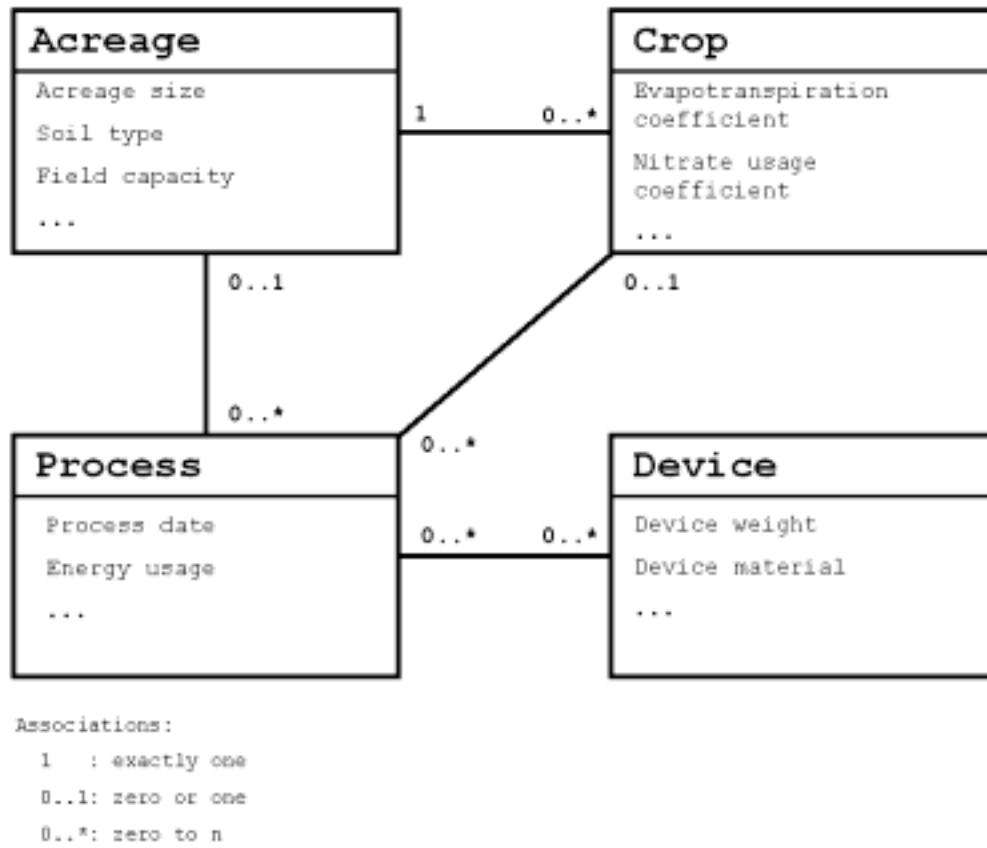 Acreage
Acreage size
Soil type
Field capacity
...
1
0..*
Crop
Evapotranspiration
coefficient
Nitrate usage
coefficient
...
0..1
0..1
0..*
0..*
Process
Process date
Energy usage
...
0..*
0..*
Device
Device weight
Device material
...
Associations:
1 : exactly one
0..1: zero or one
0..*: zero to n